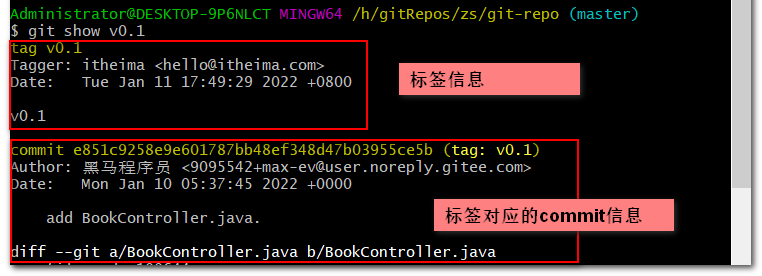 Administrator@DESKTOP-9P6NLCT MINGW64 /h/gitRepos/zs/git-repo (master)
$ git show v0.1
tag v0.1
Tagger: itheima <hello@itheima.com>
Date:   Tue Jan 11 17:49:29 2022 +0800
标签信息
v0.1
commit e851c9258e9e601787bb48ef348d47b03955ce5b (tag: v0.1)
Author: 黑马程序员 <9095542+max-ev@user.noreply.gitee.com>
Date:   Mon Jan 10 05:37:45 2022 +0000
add BookController.java.
标签对应的commit信息
diff --git a/BookController.java b/BookController.java